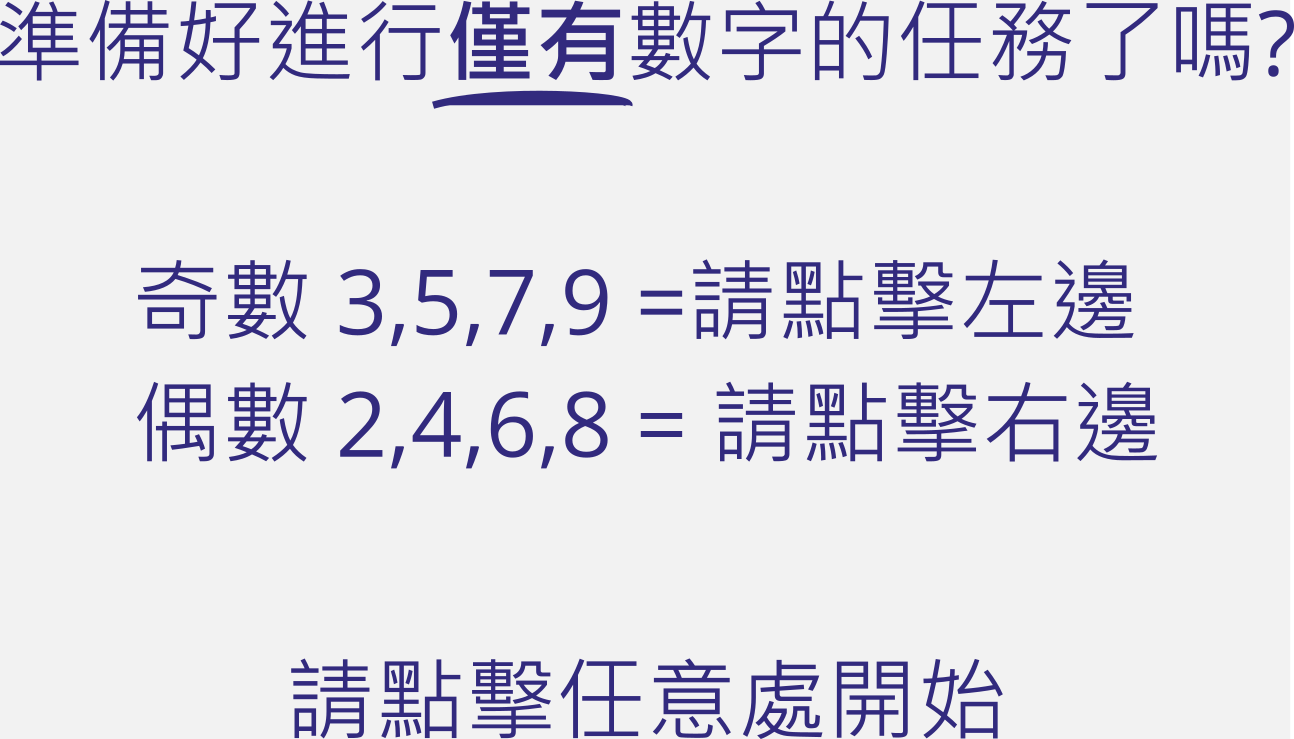 準備好進行僅有數字的任務了嗎?
奇數 3,5,7,9 =請點擊左邊
偶數 2,4,6,8 = 請點擊右邊
請點擊任意處開始